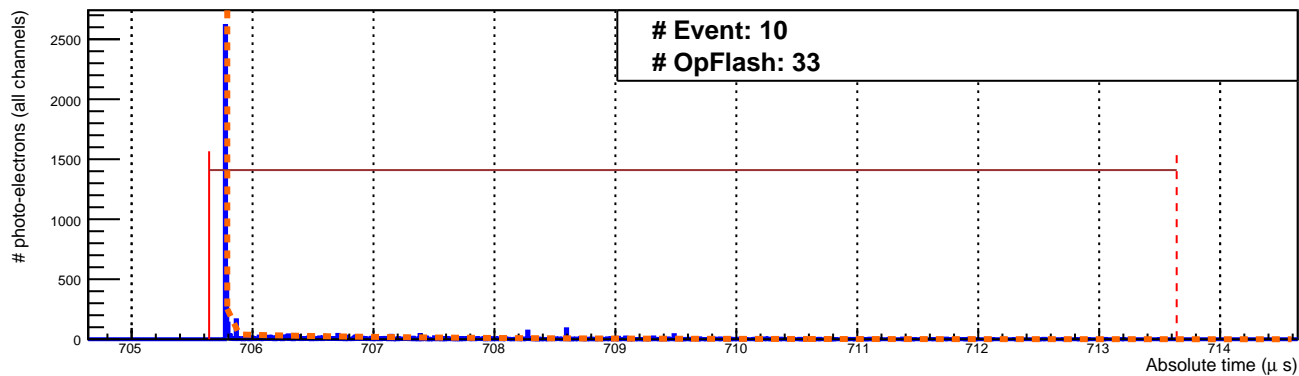 # Event: 10
# OpFlash: 33
# photo-electrons (all channels)
2500
2000
1500
1000
500
0
705 706 707 708 709 710 711 712 713 714
Absolute time (μ s)